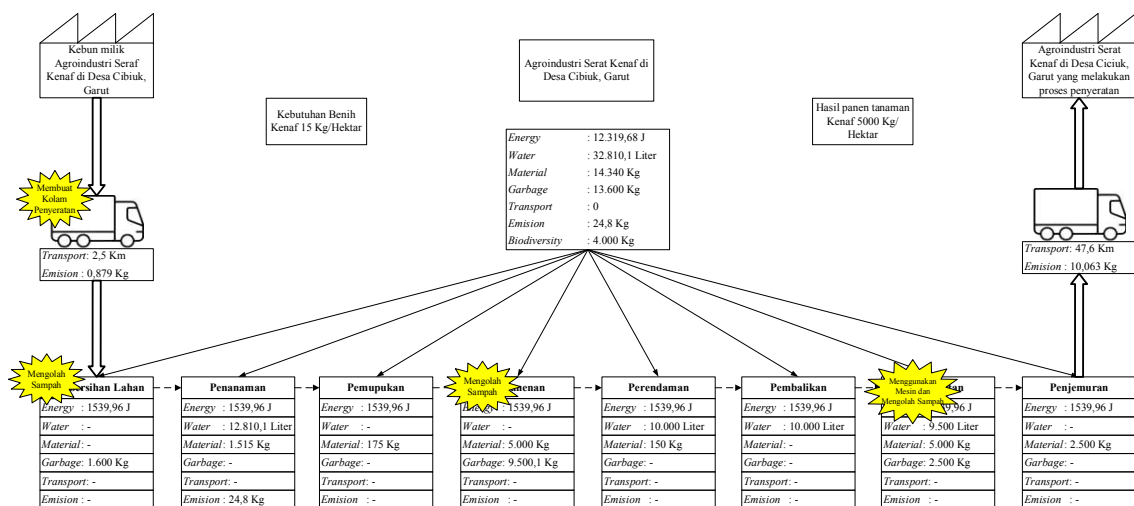 Kebun milik
Agroindustri Seraf
Kenaf di Desa Cibiuk,
Garut
Agroindustri Serat Kenaf di
Desa Cibiuk, Garut
Agroindustri Serat
Kenaf di Desa Ciciuk,
Garut yang melakukan
proses penyeratan
Kebutuhan Benih
Kenaf 15 Kg/Hektar
Hasil panen tanaman
Kenaf 5000 Kg/
Hektar
Energy : 12.319,68 J
Water : 32.810,1 Liter
Material : 14.340 Kg
Garbage : 13.600 Kg
Transport : 0
Emision : 24,8 Kg
Biodiversity : 4.000 Kg
Membuat
Kolam
Penyeratan
Transport: 2,5 Km
Emision : 0,879 Kg
Transport: 47,6 Km
Emision : 10,063 Kg
Mengolah
Sampah
ersihan Lahan
Energy : 1539,96 J
Water : -
Material: -
Garbage: 1.600 Kg
Transport: -
Emision : -
Penanaman
Energy : 1539,96 J
Water : 12.810,1 Liter
Material: 1.515 Kg
Garbage: -
Transport: -
Emision : 24,8 Kg
Pemupukan
Energy : 1539,96 J
Water : -
Material: 175 Kg
Garbage: -
Transport: -
Emision : -
Mengolah
Sampah
nenan
Energy : 1539,96 J
Water : -
Material: 5.000 Kg
Garbage: 9.500,1 Kg
Transport: -
Emision : -
Perendaman
Energy : 1539,96 J
Water : 10.000 Liter
Material: 150 Kg
Garbage: -
Transport: -
Emision : -
Pembalikan
Energy : 1539,96 J
Water : 10.000 Liter
Material: -
Garbage: -
Transport: -
Emision : -
Menggunakan
Mesin dan
Mengolah Sampah
an
9,96 J
Water : 9.500 Liter
Material: 5.000 Kg
Garbage: 2.500 Kg
Transport: -
Emision : -
Penjemuran
Energy : 1539,96 J
Water : -
Material: 2.500 Kg
Garbage: -
Transport: -
Emision : -